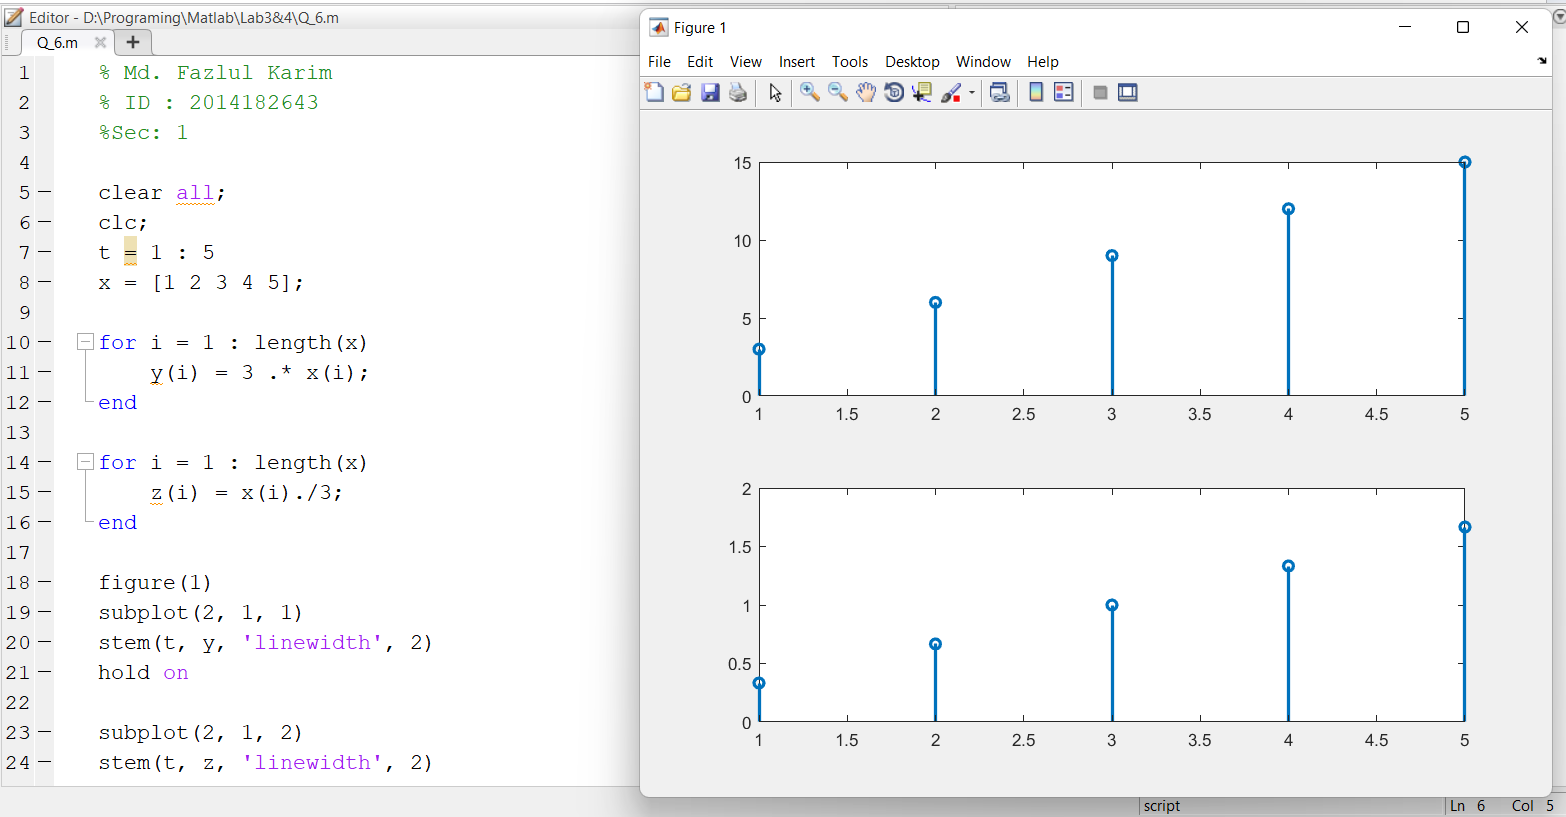 Editor - D:\Programing\Matlab\Lab3&4\Q_6.m
Q_6.m
1 % Md. Fazlul Karim
2 % ID : 2014182643
3 %Sec: 1
4
5 clear all;
6 clc;
7 t = 1 : 5
8 x = [1 2 3 4 5];
9
10 for i = 1 : length(x)
11 y(i) = 3 .* x(i);
12 end
13
14 for i = 1 : length(x)
15 z(i) = x(i)./3;
16 end
17
18 figure(1)
19 subplot(2, 1, 1)
20 stem(t, y, 'linewidth', 2)
21 hold on
22
23 subplot(2, 1, 2)
24 stem(t, z, 'linewidth', 2)
Figure 1
File Edit View Insert Tools Desktop Window Help
15
10
5
0
1 1.5 2 2.5 3 3.5 4 4.5 5
2
1.5
1
0.5
0
1 1.5 2 2.5 3 3.5 4 4.5 5
script Ln 6 Col 5